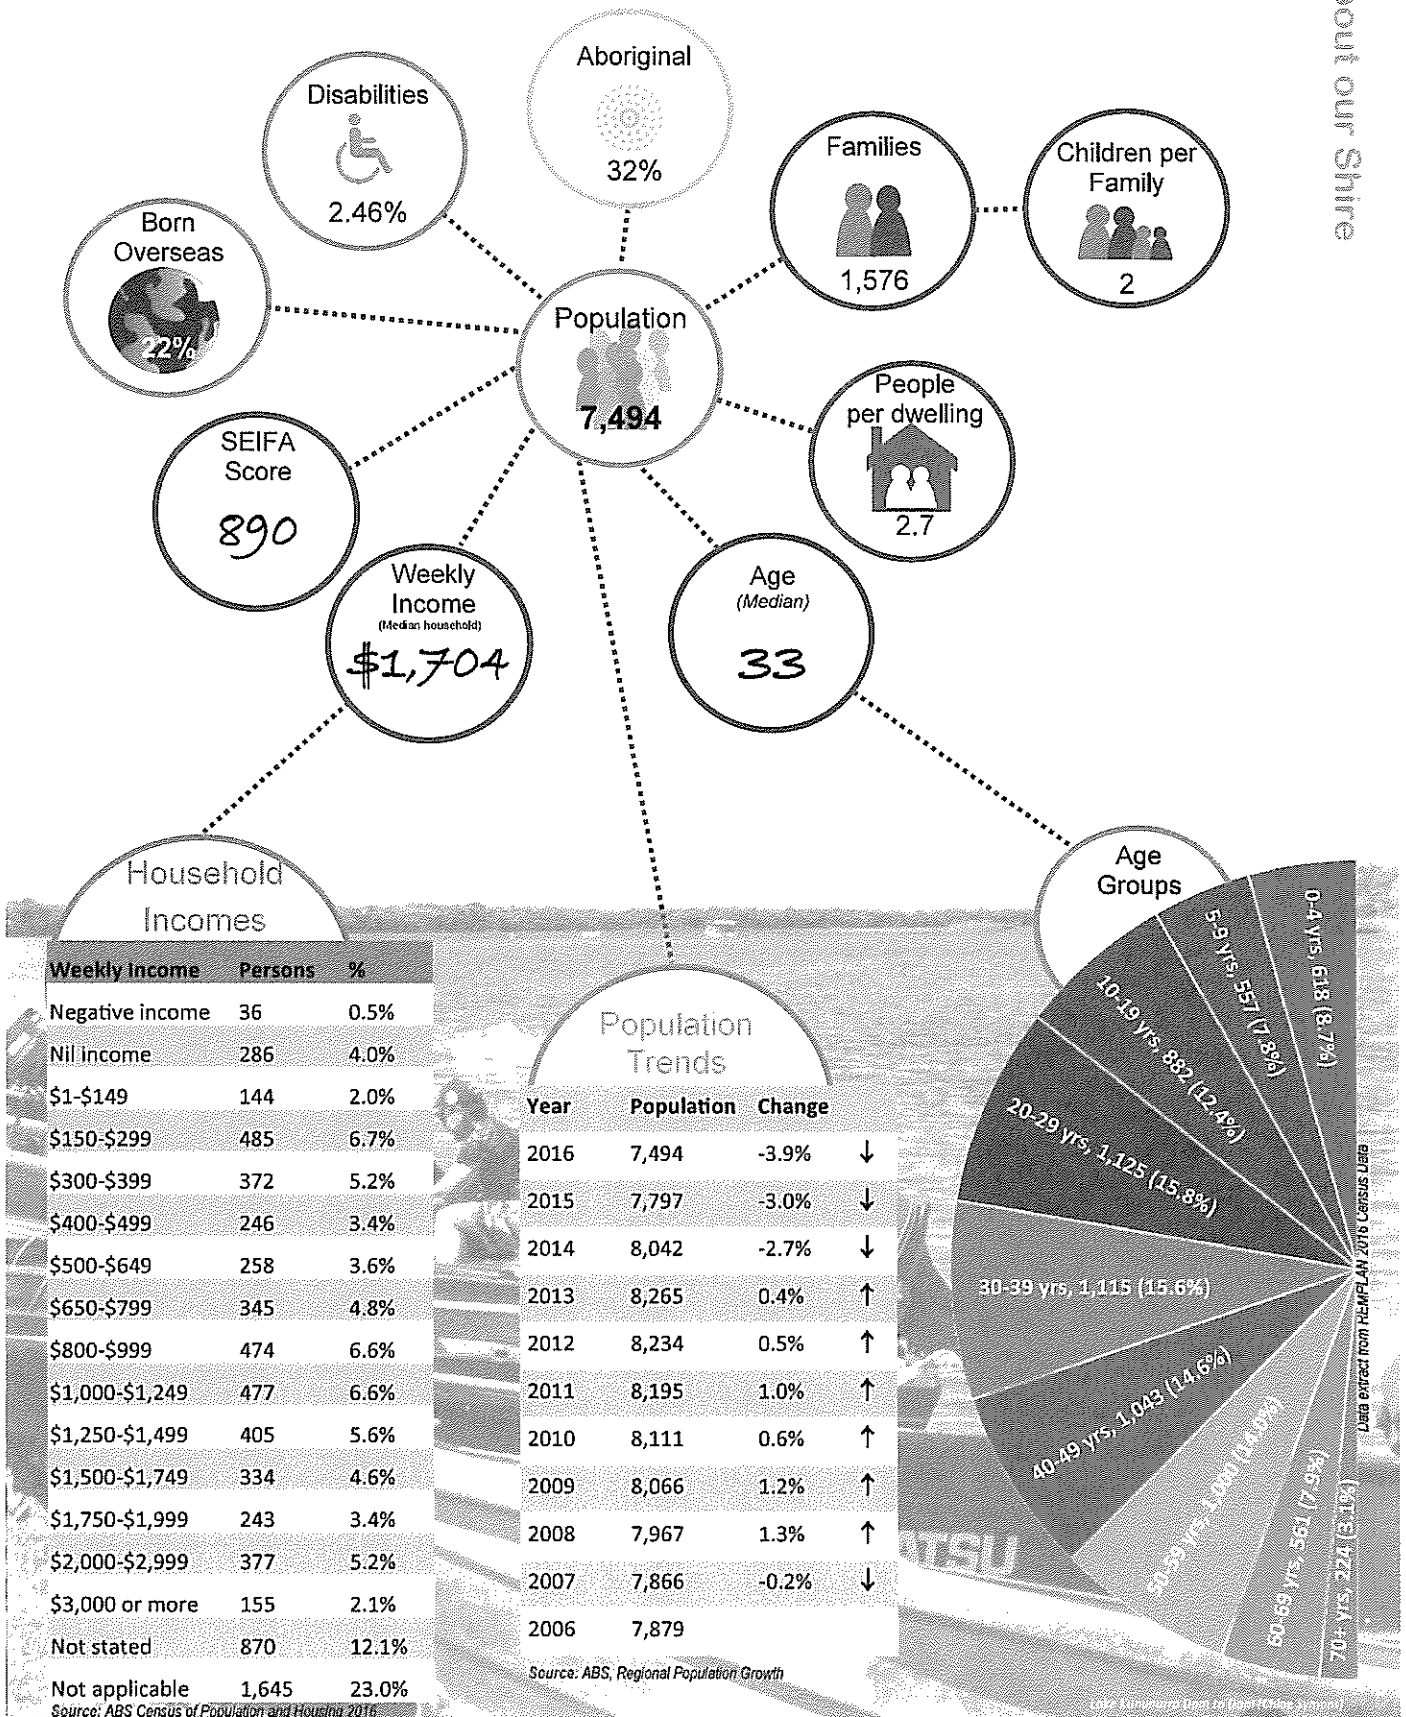 bout our Shire
Aboriginal
32%
Disabilities
2.46%
Families
1,576
Children per
Family
2
Born
Overseas
22%
Population
7,494
People
per dwelling
2.7
SEIFA
Score
890
Weekly
Income
(Median household)
$1,704
Age
(Median)
33
Household
Incomes
Weekly Income Persons %
Negative income 36 0.5%
Nil income 286 4.0%
$1-$149 144 2.0%
$150-$299 485 6.7%
$300-$399 372 5.2%
$400-$499 246 3.4%
$500-$649 258 3.6%
$650-$799 345 4.8%
$800-$999 474 6.6%
$1,000-$1,249 477 6.6%
$1,250-$1,499 405 5.6%
$1,500-$1,749 334 4.6%
$1,750-$1,999 243 3.4%
$2,000-$2,999 377 5.2%
$3,000 or more 155 2.1%
Not stated 870 12.1%
Not applicable 1,645 23.0%
Source: ABS Census of Population and Housing 2016
Population
Trends
Year Population Change
2016 7,494 -3.9% ↓
2015 7,797 -3.0% ↓
2014 8,042 -2.7% ↓
2013 8,265 0.4% ↑
2012 8,234 0.5% ↑
2011 8,195 1.0% ↑
2010 8,111 0.6% ↑
2009 8,066 1.2% ↑
2008 7,967 1.3% ↑
2007 7,866 -0.2% ↓
2006 7,879
Source: ABS, Regional Population Growth
Age
Groups
0-4 yrs, 618 (8.7%)
5-9 yrs, 557 (7.8%)
10-19 yrs, 882 (12.4%)
20-29 yrs, 1,125 (15.8%)
30-39 yrs, 1,115 (15.6%)
40-49 yrs, 1,043 (14.6%)
50-59 yrs, (14.0%)
60-69 yrs, 561 (7.9%)
70+ yrs, 224 (3.1%)
Data extract from REMPLAN 2016 Census Data
ATSU
Lake Kununurra Dam to Dam (Chloe Symons)